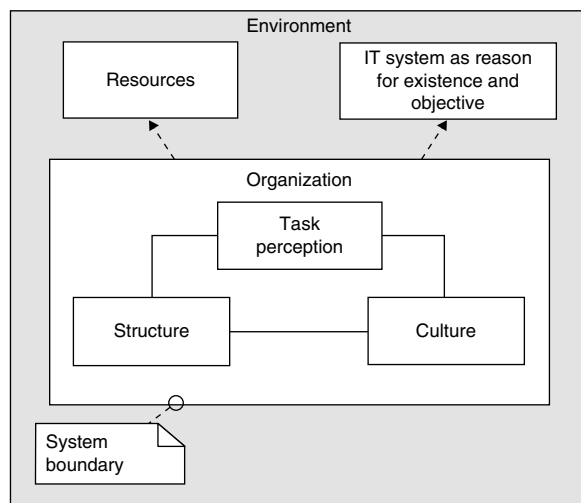 Environment
Resources
IT system as reason
for existence and
objective
Organization
Task
perception
Structure
Culture
System
boundary